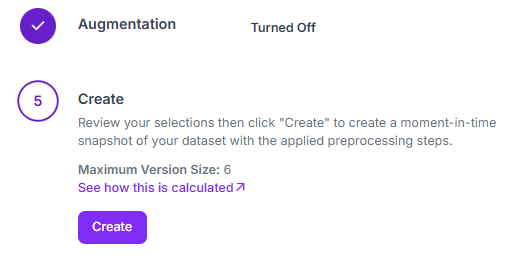 Augmentation
Turned Off
5
Create
Review your selections then click "Create" to create a moment-in-time
snapshot of your dataset with the applied preprocessing steps.
Maximum Version Size: 6
See how this is calculated
Create